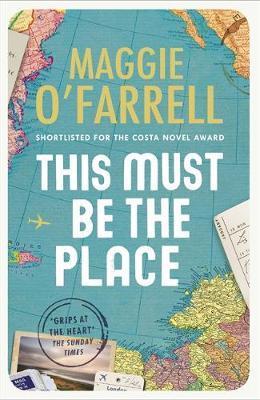 MAGGIE
O'FARRELL
SHORTLISTED FOR THE COSTA NOVEL AWARD
THIS MUST
BE THE
PLACE
"GRIPS AT
THE HEART"
THE SUNDAY
TIMES
London